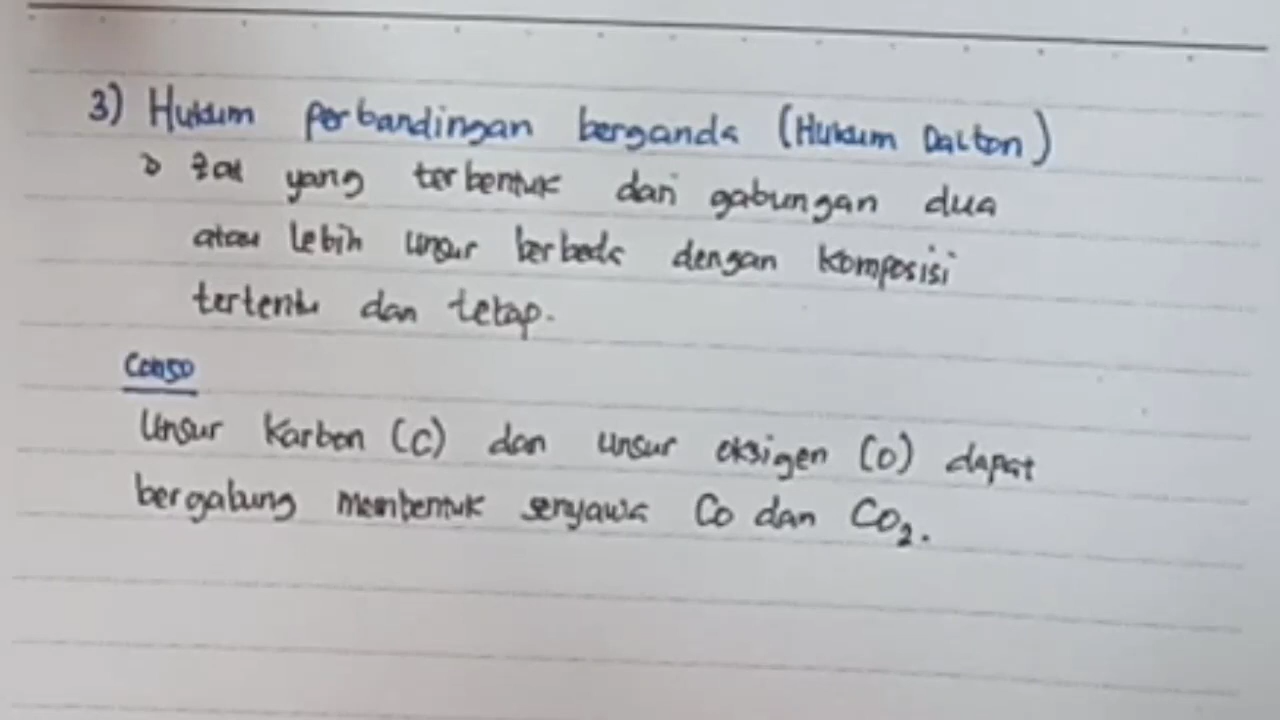 3) Hukum perbandingan berganda (Hukum Dalton)
zat yang terbentuk dari gabungan dua
atau lebih unsur berbeda dengan komposisi
tertentu dan tetap.
Unsur Karbon (C) dan unsur oksigen (O) dapat
bergabung membentuk senyawa Co dan CO₂.